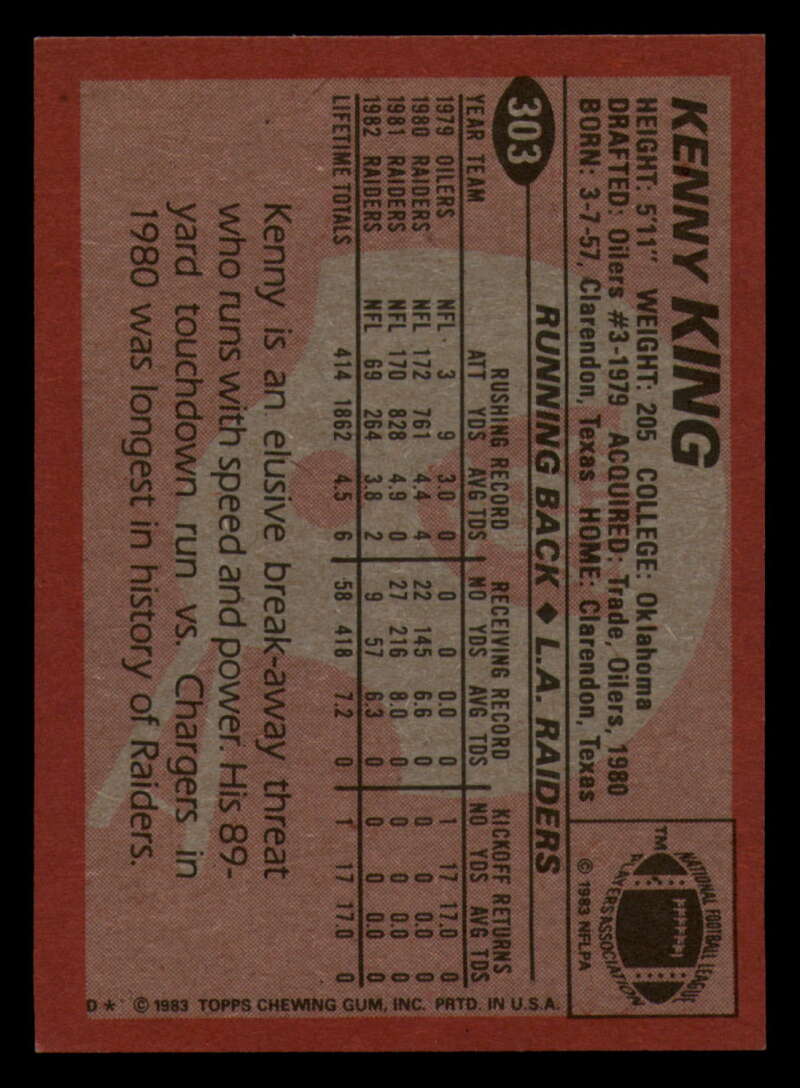 KENNY KING
HEIGHT: 5'11" WEIGHT: 205 COLLEGE: Oklahoma
DRAFTED: Oilers #3-1979 ACQUIRED: Trade, Oilers, 1980
BORN: 3-7-57, Clarendon, Texas HOME: Clarendon, Texas
TM
NATIONAL FOOTBALL LEAGUE
PLAYERS ASSOCIATION
© 1983 NFLPA
303
RUNNING BACK ◆ L.A. RAIDERS
RUSHING RECORD RECEIVING RECORD KICKOFF RETURNS
YEAR TEAM ATT YDS AVG TDS NO YDS AVG TDS NO YDS AVG TDS
1979 OILERS NFL 3 9 3.0 0 0 0 0.0 0 1 17 17.0 0
1980 RAIDERS NFL 172 761 4.4 4 22 145 6.6 0 0 0 0.0 0
1981 RAIDERS NFL 170 828 4.9 0 27 216 8.0 0 0 0 0.0 0
1982 RAIDERS NFL 69 264 3.8 2 9 57 6.3 0 0 0 0.0 0
LIFETIME TOTALS 414 1862 4.5 6 58 418 7.2 0 1 17 17.0 0
Kenny is an elusive break-away threat
who runs with speed and power. His 89-
yard touchdown run vs. Chargers in
1980 was longest in history of Raiders.
D* © 1983 TOPPS CHEWING GUM, INC. PRTD. IN U.S.A.